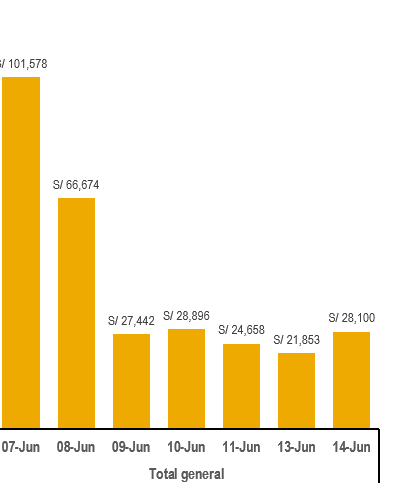 S/ 101,578
S/ 66,674
S/ 27,442
S/ 28,896
S/ 24,658
S/ 21,853
S/ 28,100
07-Jun
08-Jun
09-Jun
10-Jun
11-Jun
13-Jun
14-Jun
Total general